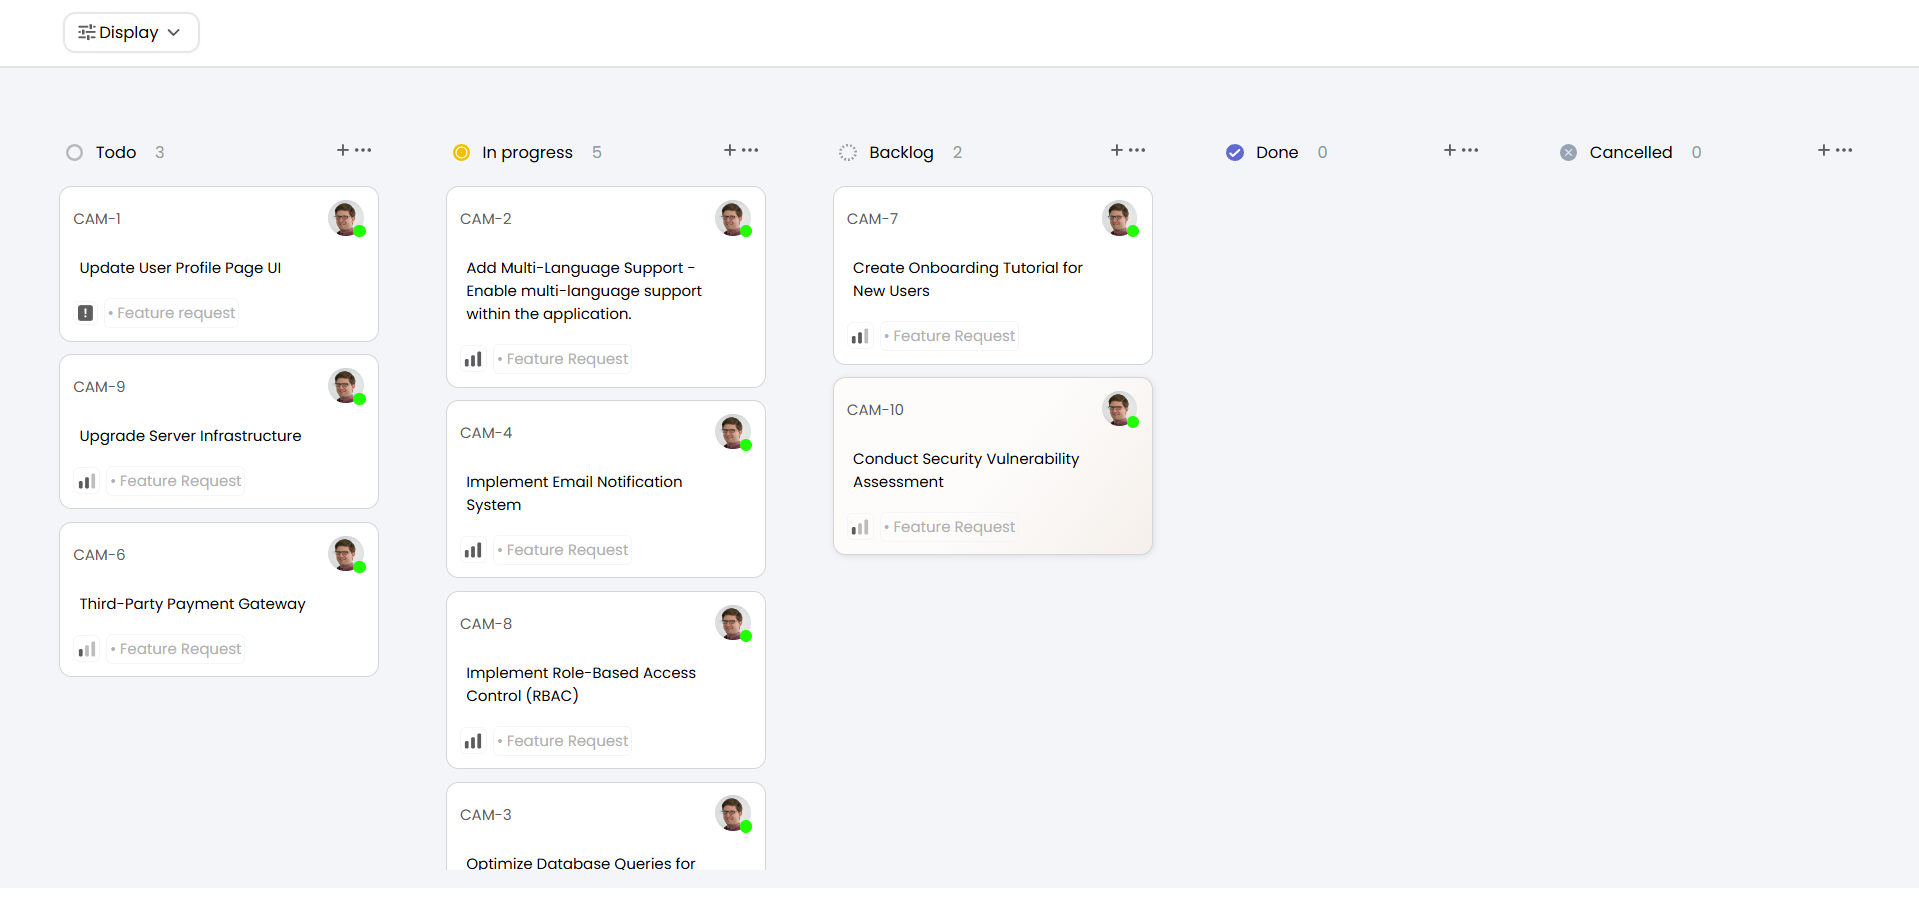 Display
Todo 3
CAM-1
Update User Profile Page UI
• Feature request
CAM-9
Upgrade Server Infrastructure
• Feature Request
CAM-6
Third-Party Payment Gateway
• Feature Request
In progress 5
CAM-2
Add Multi-Language Support -
Enable multi-language support
within the application.
• Feature Request
CAM-4
Implement Email Notification
System
• Feature Request
CAM-8
Implement Role-Based Access
Control (RBAC)
• Feature Request
CAM-3
Optimize Database Queries for
Backlog 2
CAM-7
Create Onboarding Tutorial for
New Users
• Feature Request
CAM-10
Conduct Security Vulnerability
Assessment
• Feature Request
Done 0
Cancelled 0